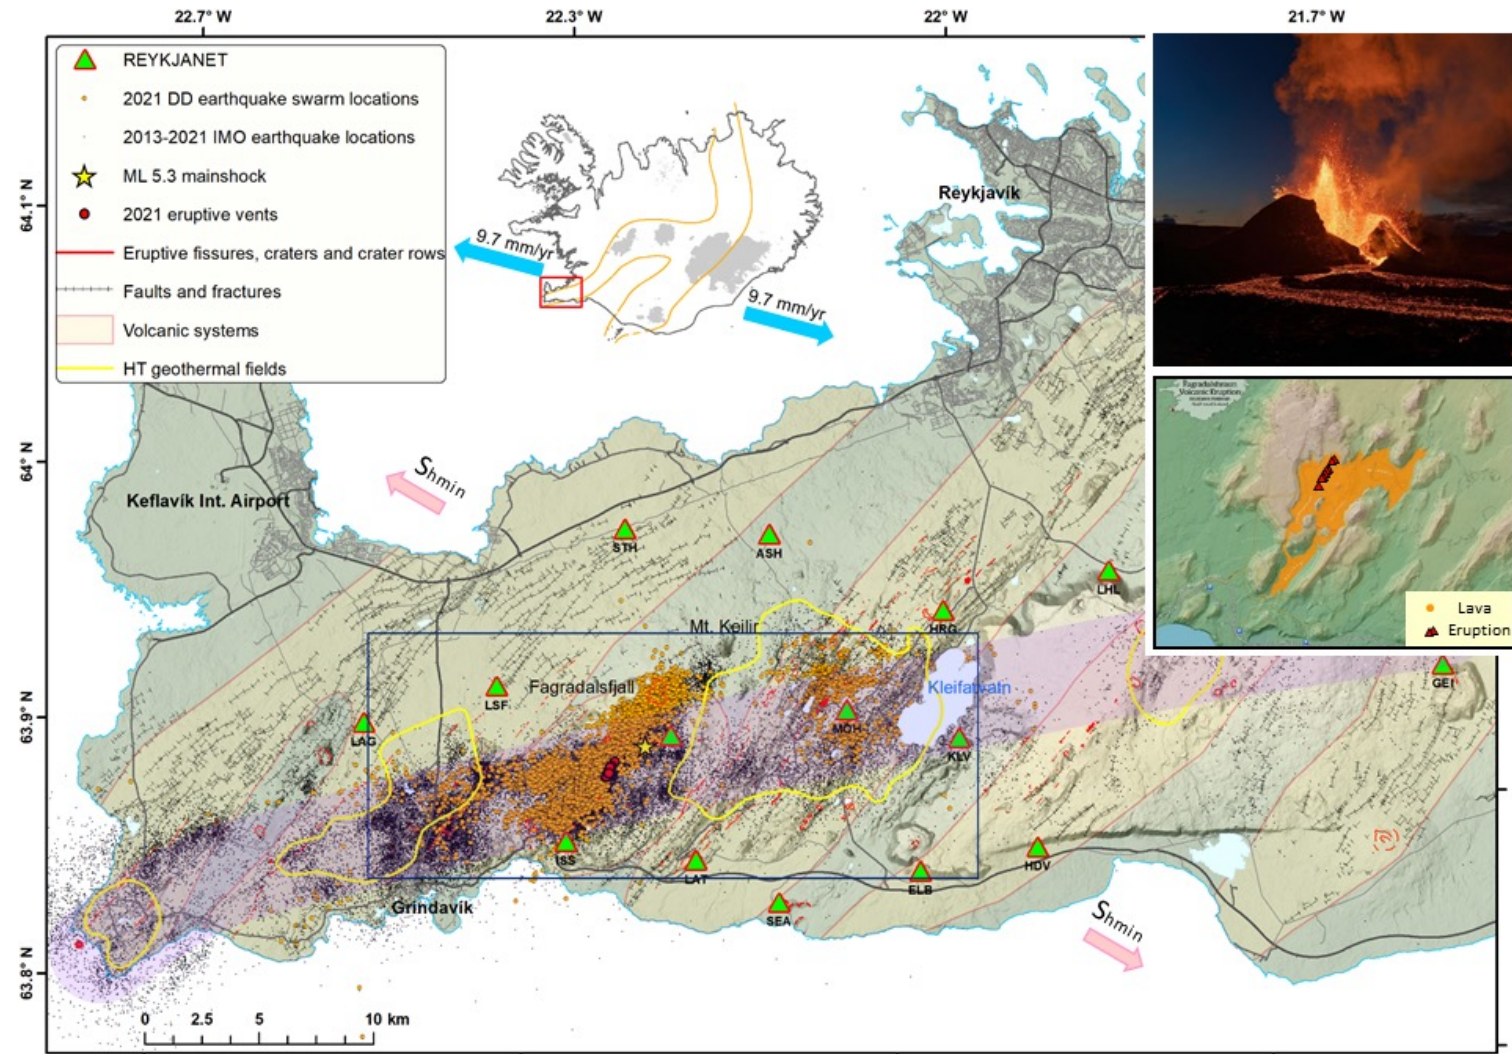 22.7° W
22.3° W
22° W
21.7° W
64.1° N
64° N
63.9° N
63.8° N
REYKJANET
2021 DD earthquake swarm locations
2013-2021 IMO earthquake locations
ML 5.3 mainshock
2021 eruptive vents
Eruptive fissures, craters and crater rows
Faults and fractures
Volcanic systems
HT geothermal fields
9.7 mm/yr
9.7 mm/yr
Reykjavík
Keflavík Int. Airport
Shmin
STH
ASH
LHL
HRG
Mt. Keilir
Fagradalsfjall
Kleifarvatn
LSF
LAG
MOH
KLV
GEI
ISS
LAT
ELB
HDV
SEA
Grindavík
Shmin
0 2.5 5 10 km
Fagradalshraun
Volcanic Eruption
Lava
Eruption